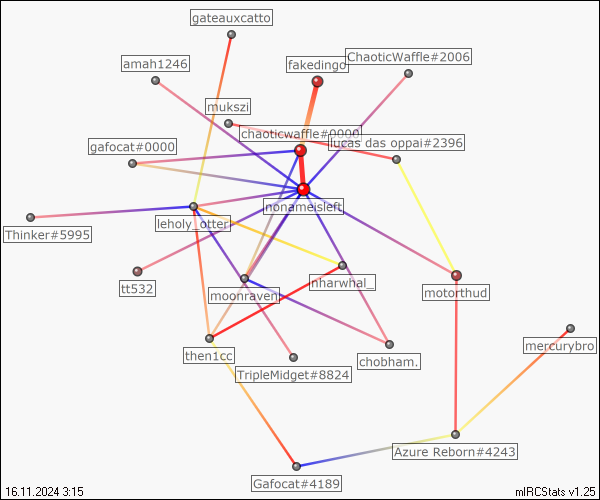 gateauxcatto
ChaoticWaffle#2006
amah1246
fakedingo
mukszi
chaoticwaffle#0000
lucas das oppai#2396
gafocat#0000
nonameisleft
leholy_otter
Thinker#5995
nharwhal_
tt532
moonraven
motorthud
then1cc
chobham.
mercurybro
TripleMidget#8824
Azure Reborn#4243
Gafocat#4189
16.11.2024 3:15
mIRCStats v1.25